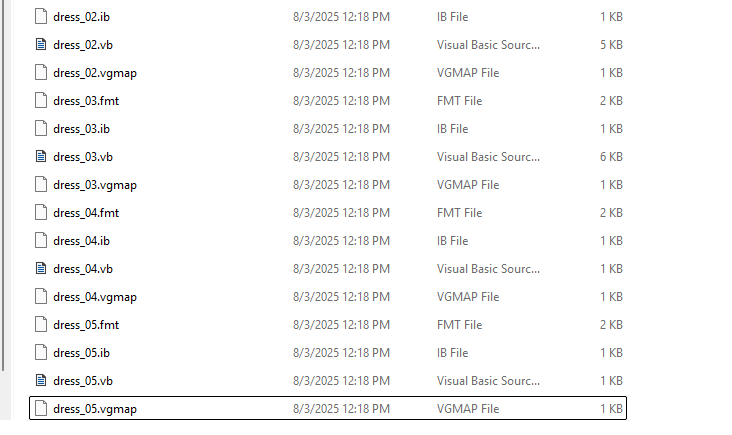 dress_02.ib 8/3/2025 12:18 PM IB File 1 KB
dress_02.vb 8/3/2025 12:18 PM Visual Basic Sourc... 5 KB
dress_02.vgmap 8/3/2025 12:18 PM VGMAP File 1 KB
dress_03.fmt 8/3/2025 12:18 PM FMT File 2 KB
dress_03.ib 8/3/2025 12:18 PM IB File 1 KB
dress_03.vb 8/3/2025 12:18 PM Visual Basic Sourc... 6 KB
dress_03.vgmap 8/3/2025 12:18 PM VGMAP File 1 KB
dress_04.fmt 8/3/2025 12:18 PM FMT File 2 KB
dress_04.ib 8/3/2025 12:18 PM IB File 1 KB
dress_04.vb 8/3/2025 12:18 PM Visual Basic Sourc... 1 KB
dress_04.vgmap 8/3/2025 12:18 PM VGMAP File 1 KB
dress_05.fmt 8/3/2025 12:18 PM FMT File 2 KB
dress_05.ib 8/3/2025 12:18 PM IB File 1 KB
dress_05.vb 8/3/2025 12:18 PM Visual Basic Sourc... 1 KB
dress_05.vgmap 8/3/2025 12:18 PM VGMAP File 1 KB